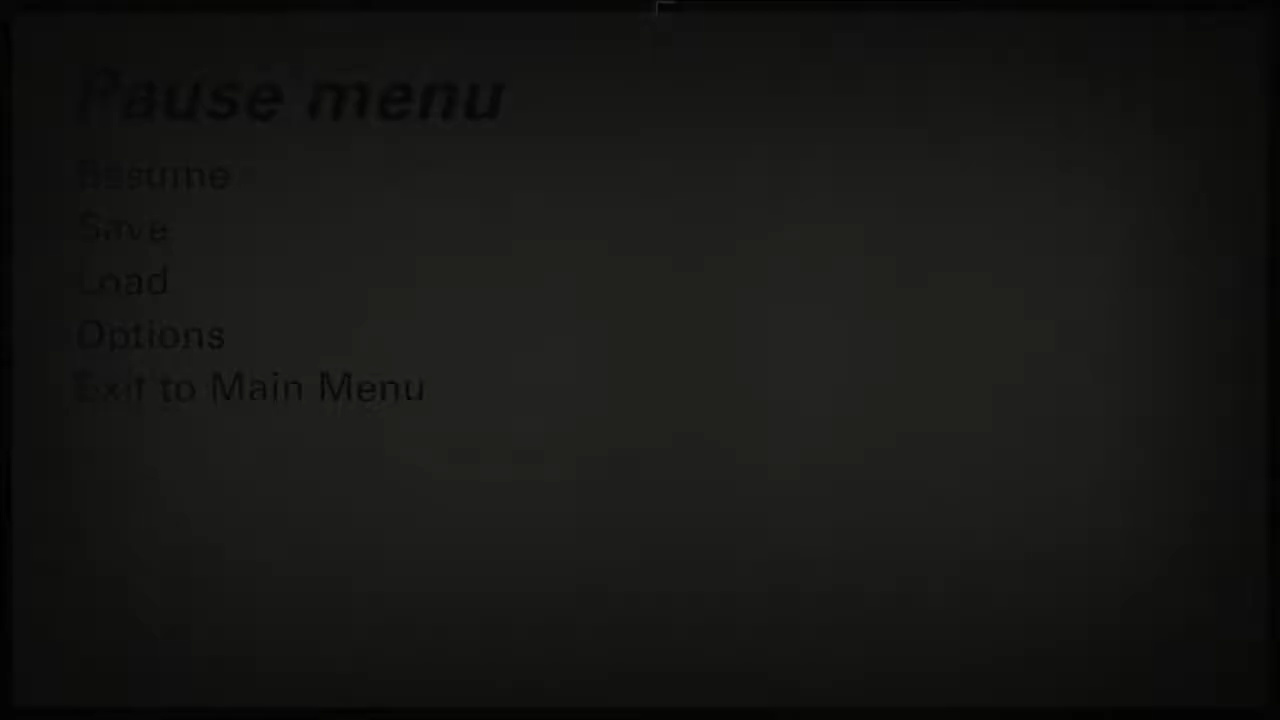 Pause menu
Resume
Save
Load
Options
Exit to Main Menu